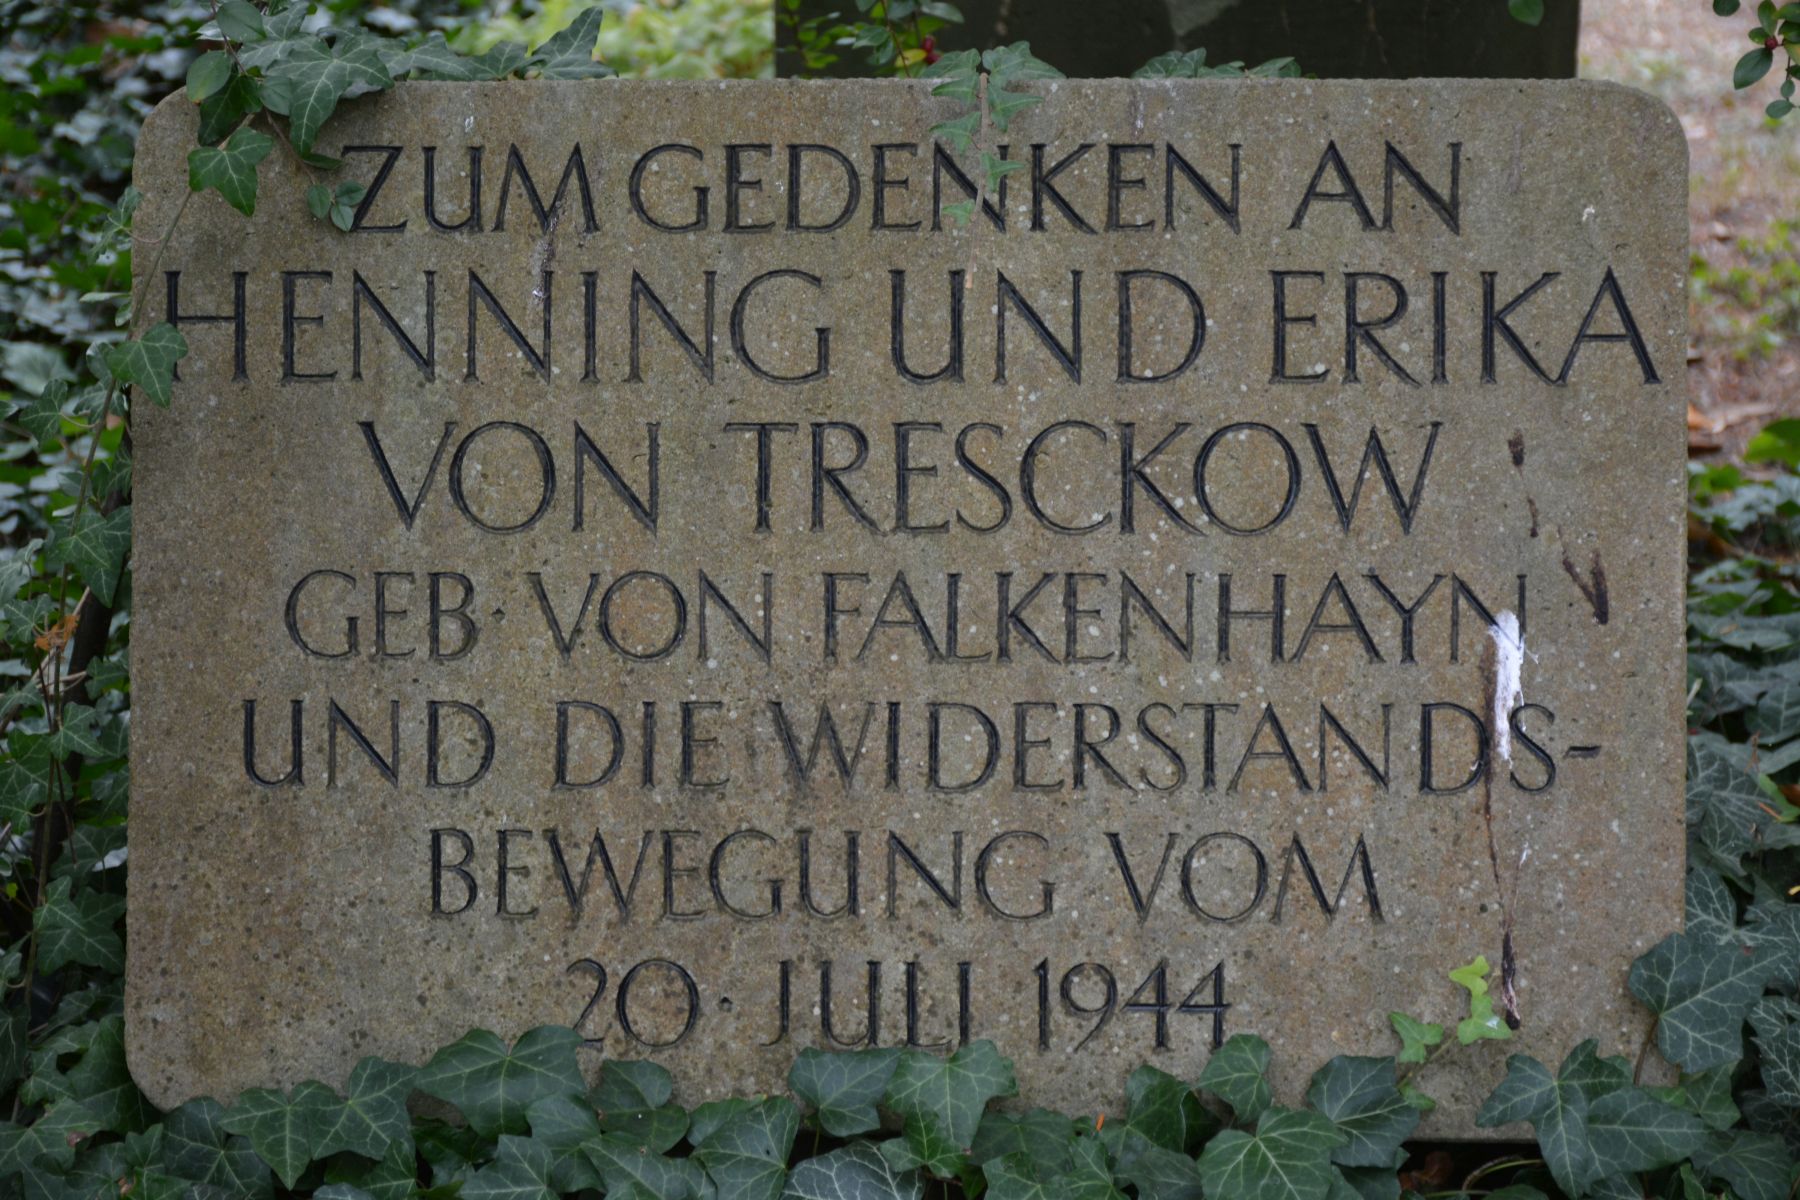 ZUM GEDENKEN AN
HENNING UND ERIKA
VON TRESCKOW
GEB· VON FALKENHAYN
UND DIE WIDERSTANDS-
BEWEGUNG VOM
20· JULI 1944